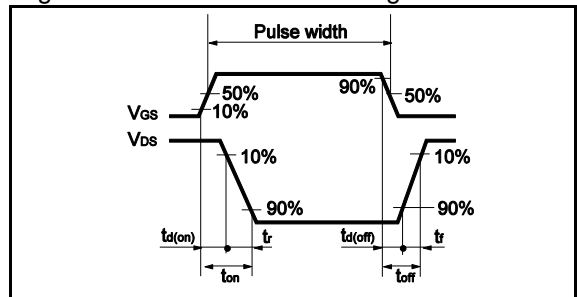 Pulse width
90%
50%
50%
10%
VGS
VDS
10%
10%
90%
90%
td(on)
tr
td(off)
tf
ton
toff